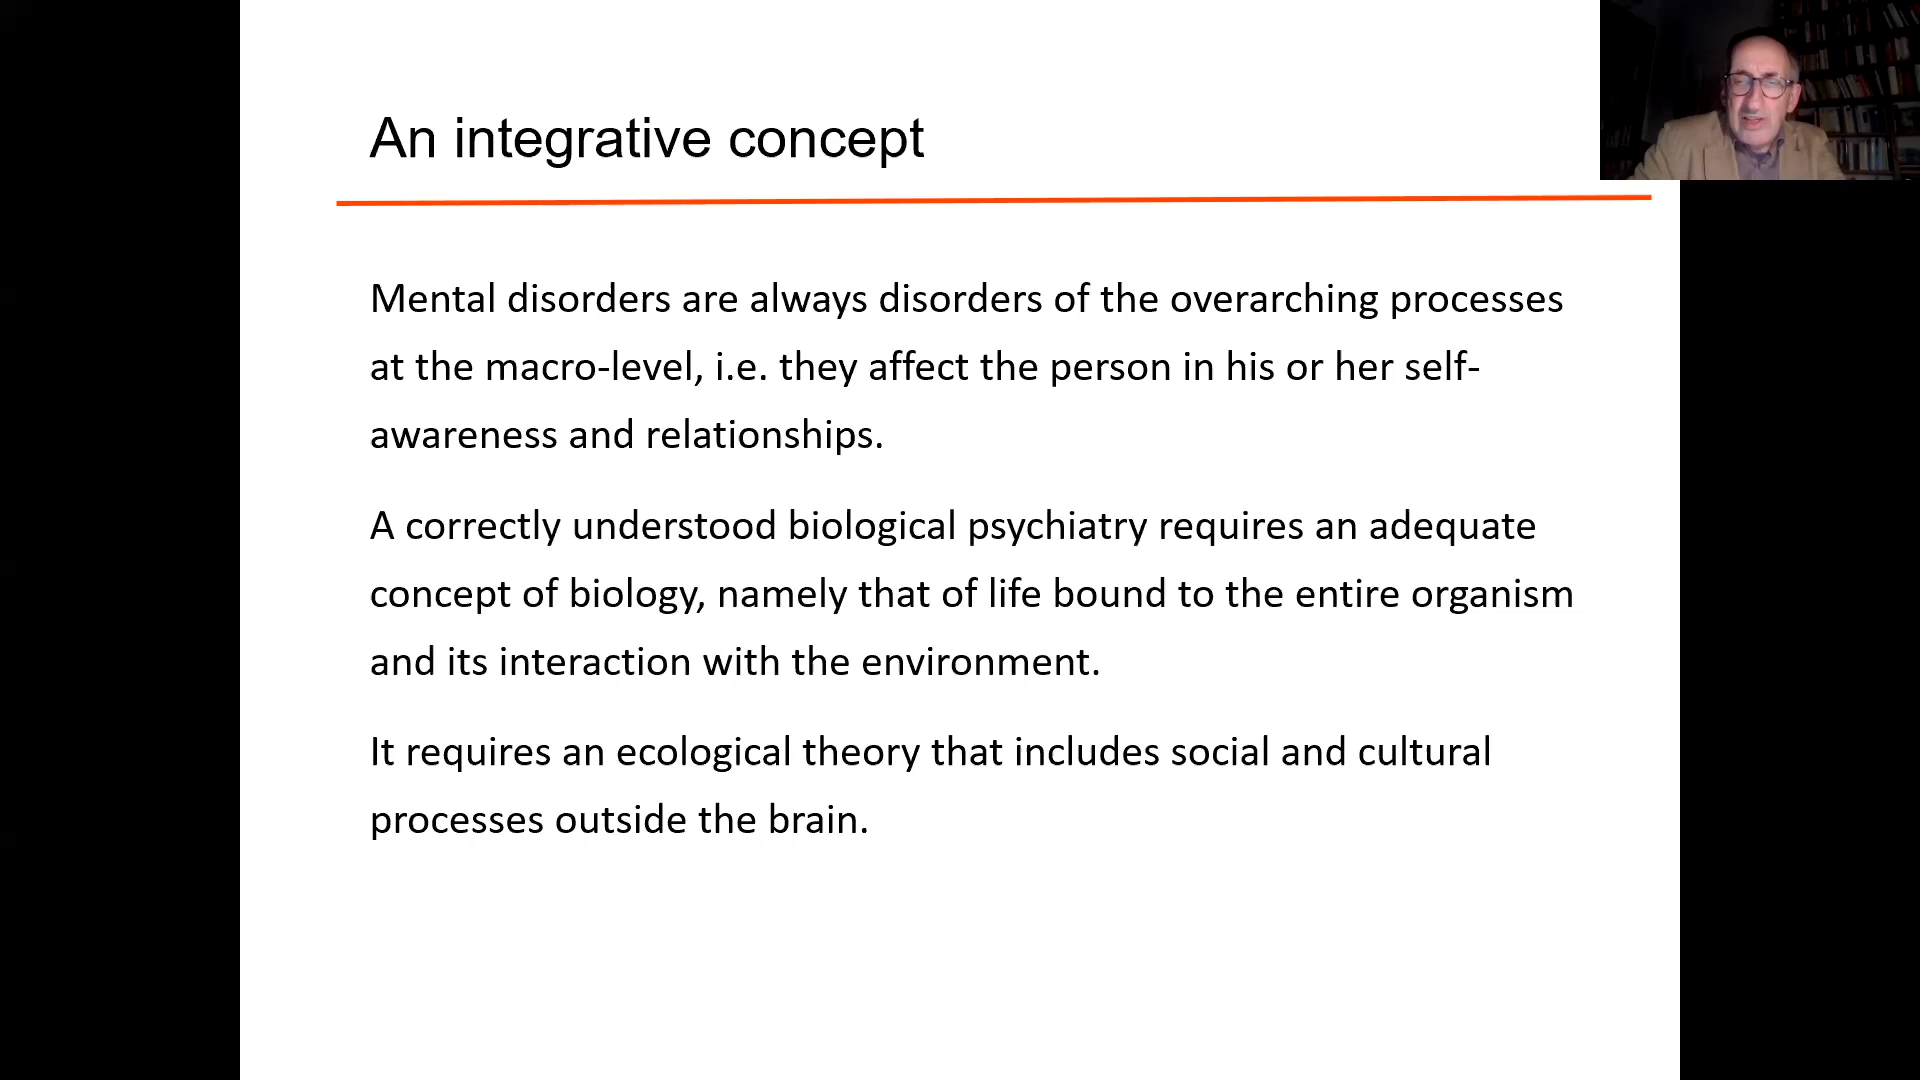 An integrative concept
Mental disorders are always disorders of the overarching processes
at the macro-level, i.e. they affect the person in his or her self-
awareness and relationships.
A correctly understood biological psychiatry requires an adequate
concept of biology, namely that of life bound to the entire organism
and its interaction with the environment.
It requires an ecological theory that includes social and cultural
processes outside the brain.